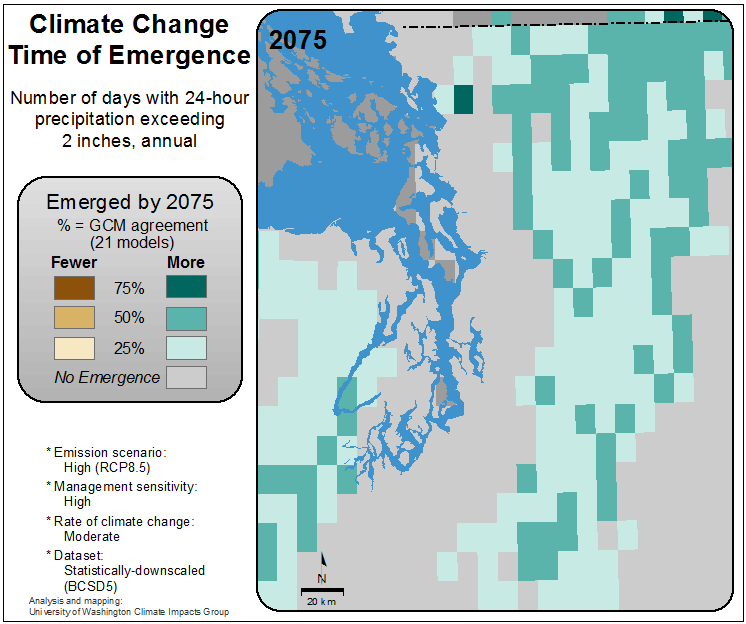 Climate Change
Time of Emergence
Number of days with 24-hour
precipitation exceeding
2 inches, annual
Emerged by 2075
% = GCM agreement
(21 models)
Fewer More
75%
50%
25%
No Emergence
* Emission scenario:
High (RCP8.5)
* Management sensitivity:
High
* Rate of climate change:
Moderate
* Dataset:
Statistically-downscaled
(BCSD5)
Analysis and mapping:
University of Washington Climate Impacts Group
2075
N
20 km